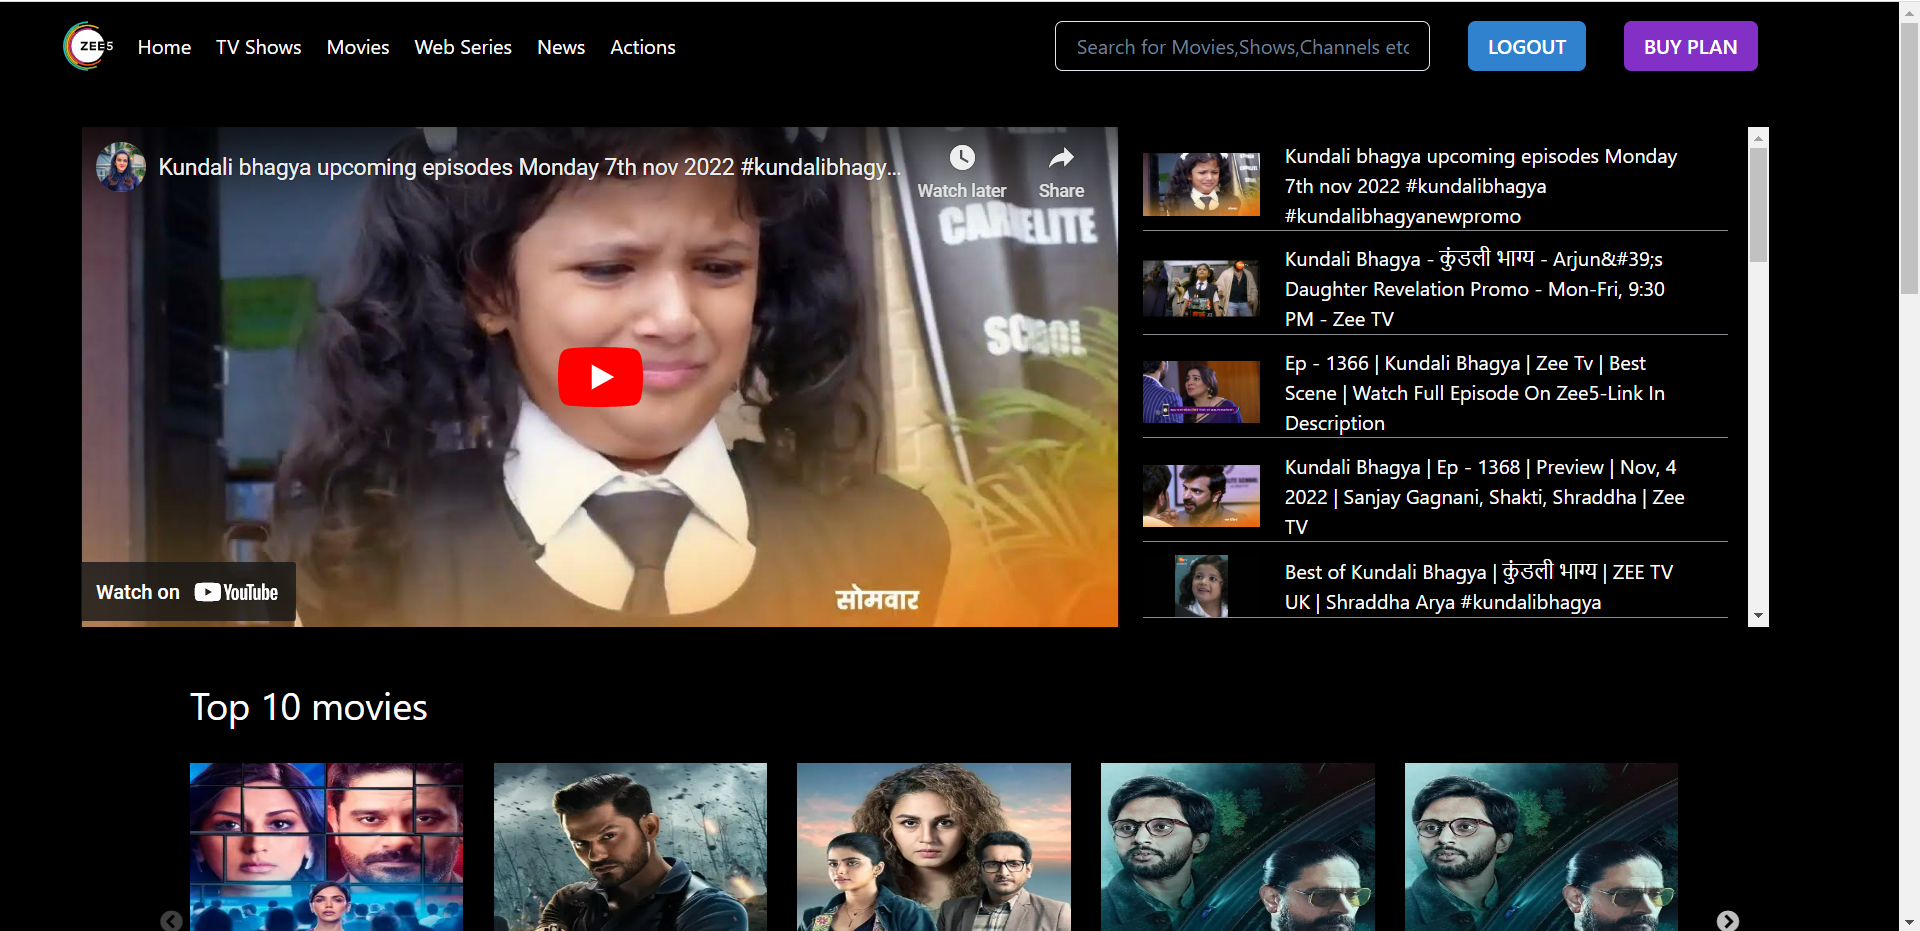 ZEE5
Home TV Shows Movies Web Series News Actions
Search for Movies,Shows,Channels etc
LOGOUT
BUY PLAN
Kundali bhagya upcoming episodes Monday 7th nov 2022 #kundalibhagy...
Watch later
Share
SCHOOL
सोमवार
Watch on YouTube
Kundali bhagya upcoming episodes Monday
7th nov 2022 #kundalibhagya
#kundalibhagyanewpromo
Kundali Bhagya - कुंडली भाग्य - Arjun&#39;s
Daughter Revelation Promo - Mon-Fri, 9:30
PM - Zee TV
Ep - 1366 | Kundali Bhagya | Zee Tv | Best
Scene | Watch Full Episode On Zee5-Link In
Description
Kundali Bhagya | Ep - 1368 | Preview | Nov, 4
2022 | Sanjay Gagnani, Shakti, Shraddha | Zee
TV
Best of Kundali Bhagya | कुंडली भाग्य | ZEE TV
UK | Shraddha Arya #kundalibhagya
Top 10 movies